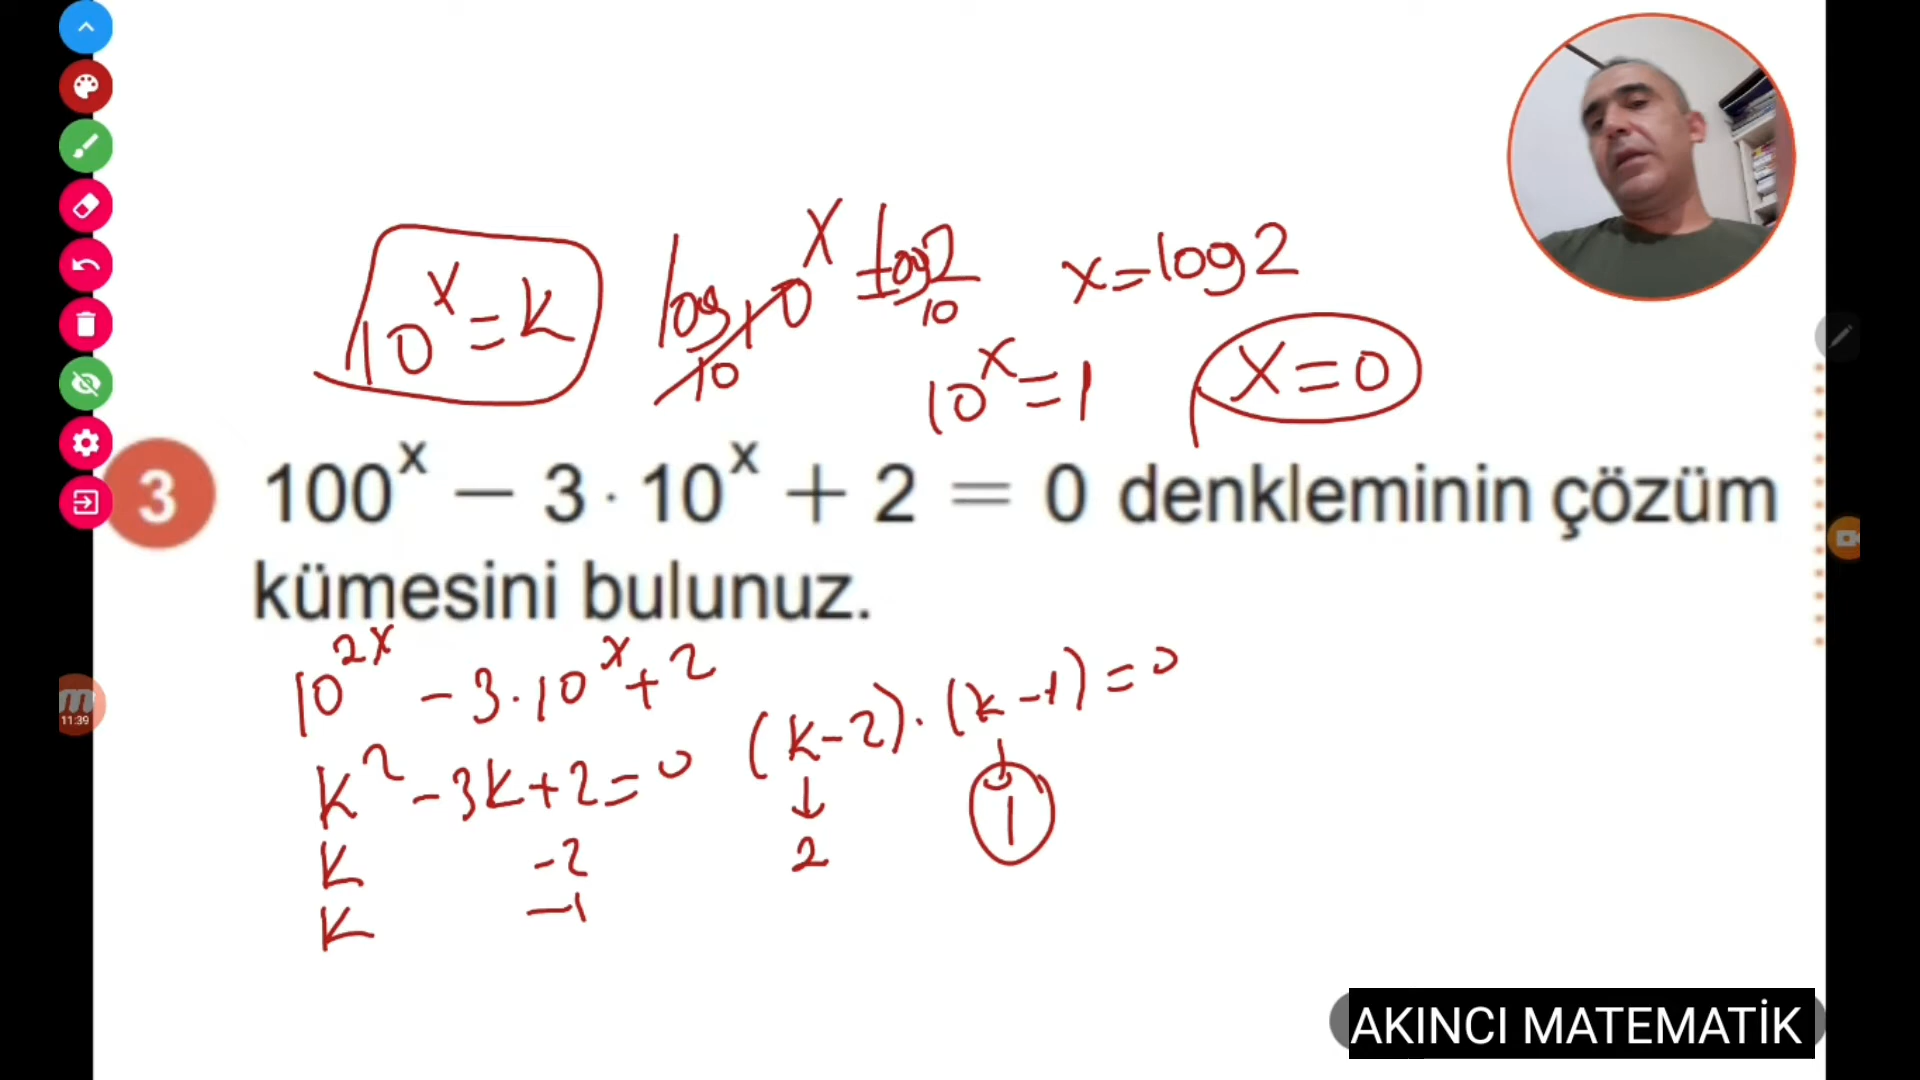 10^x = k
log_10 10^x = log_10 2
x = log2
10^x = 1
x = 0
3 100^x − 3 · 10^x + 2 = 0 denkleminin çözüm
kümesini bulunuz.
10^2x - 3.10^x + 2
k^2 - 3k + 2 = 0
(k-2).(k-1) = 0
k -2
k -1
2
1
m
11:39
AKINCI MATEMATİK